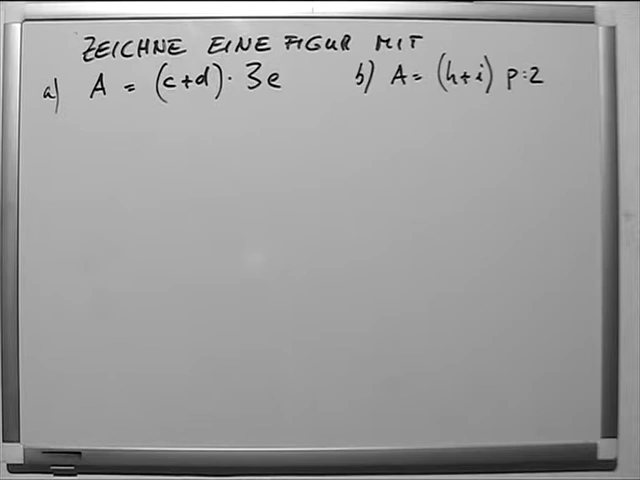 ZEICHNE EINE FIGUR MIT
a) A = (c+d) · 3e b) A = (h+i) p:2